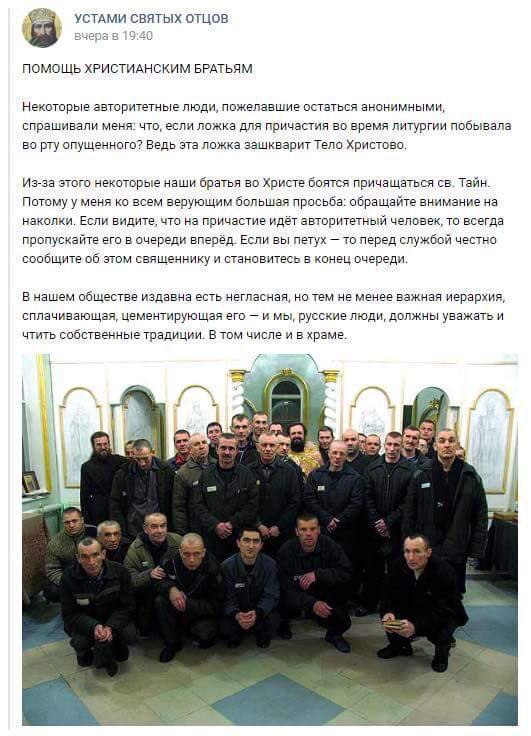 УСТАМИ СВЯТЫХ ОТЦОВ
вчера в 19:40
ПОМОЩЬ ХРИСТИАНСКИМ БРАТЬЯМ
Некоторые авторитетные люди, пожелавшие остаться анонимными,
спрашивали меня: что, если ложка для причастия во время литургии побывала
во рту опущенного? Ведь эта ложка зашкварит Тело Христово.
Из-за этого некоторые наши братья во Христе боятся причащаться св. Тайн.
Потому у меня ко всем верующим большая просьба: обращайте внимание на
наколки. Если видите, что на причастие идёт авторитетный человек, то всегда
пропускайте его в очереди вперёд. Если вы петух — то перед службой честно
сообщите об этом священнику и становитесь в конец очереди.
В нашем обществе издавна есть негласная, но тем не менее важная иерархия,
сплачивающая, цементирующая его — и мы, русские люди, должны уважать и
чтить собственные традиции. В том числе и в храме.